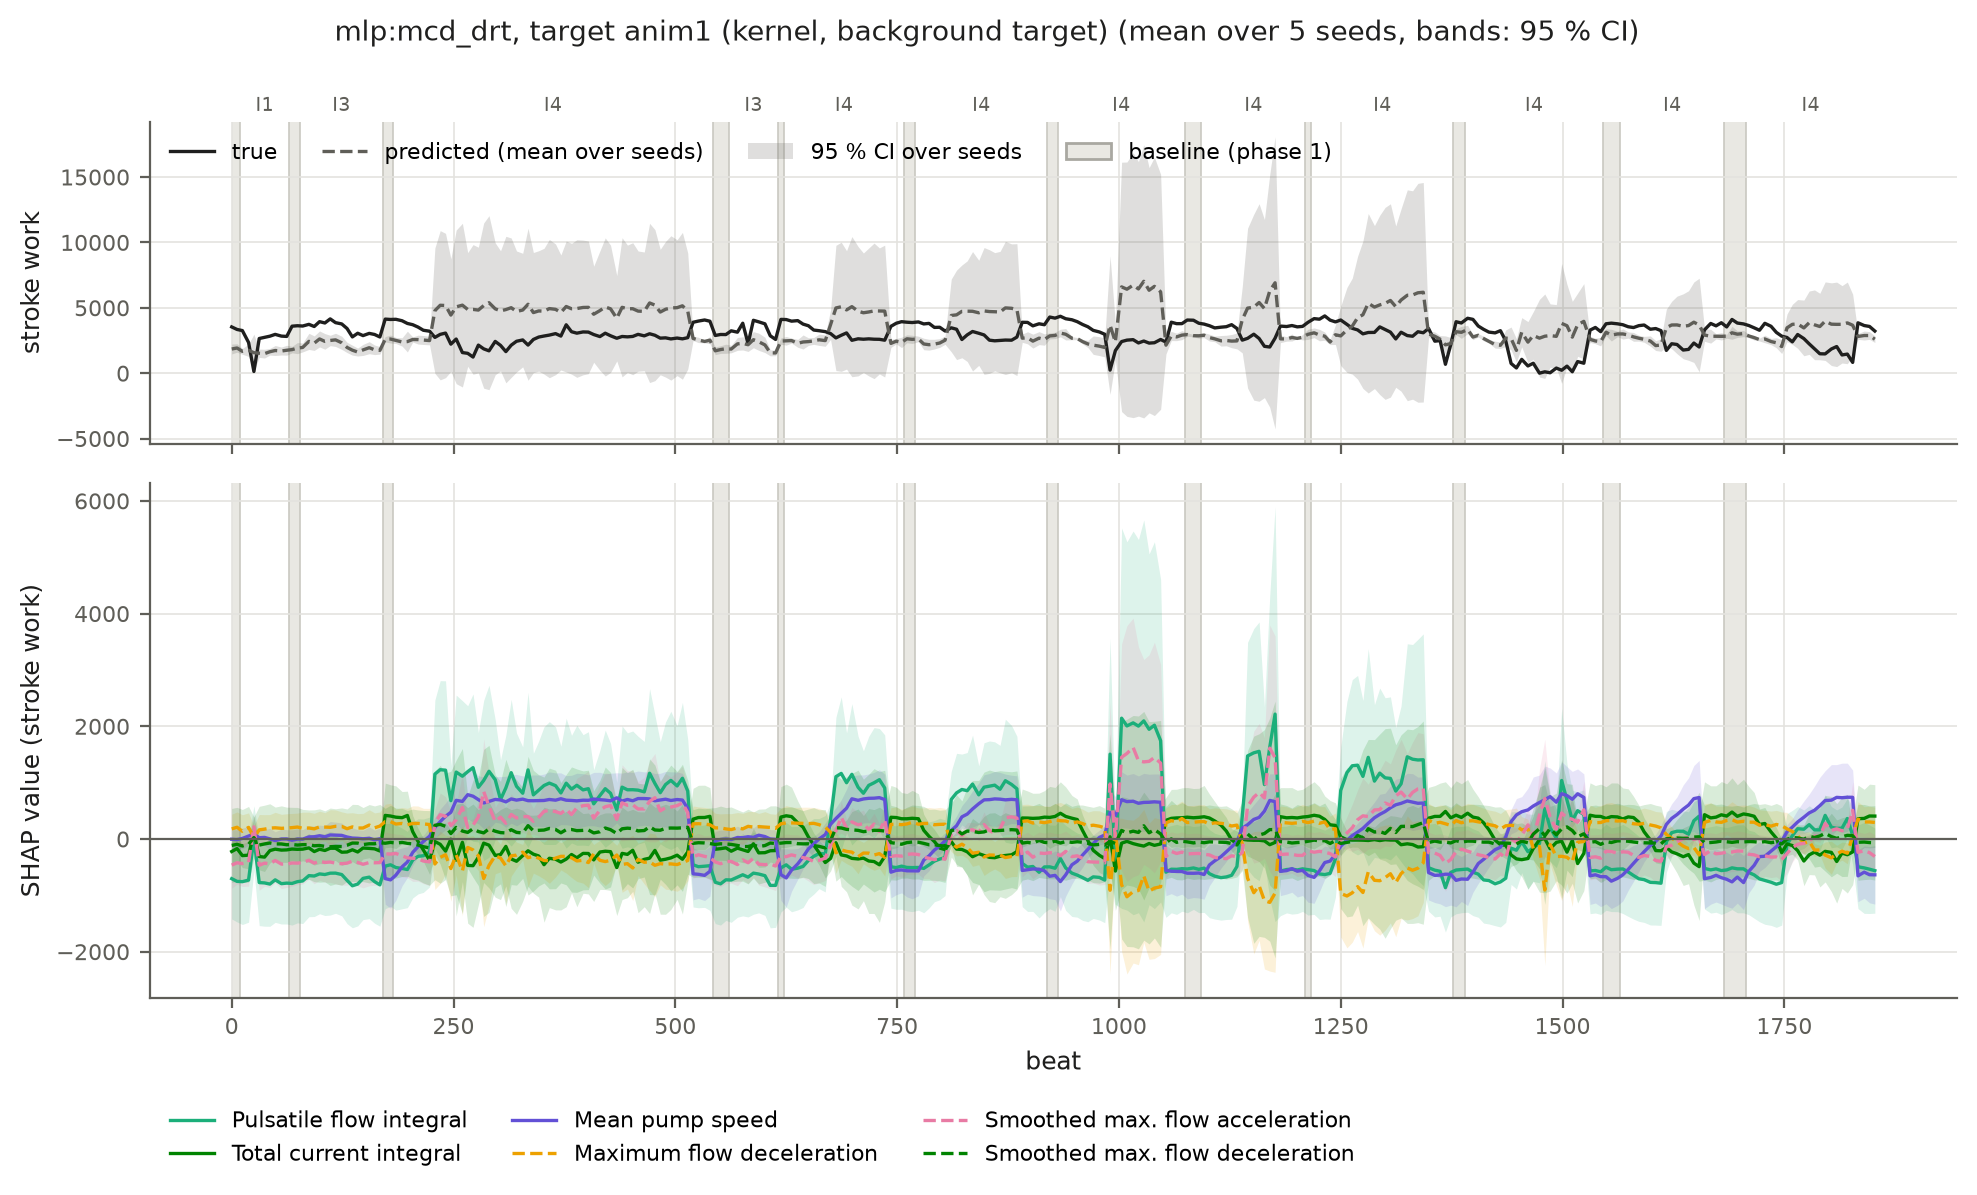 mlp:mcd_drt, target anim1 (kernel, background target) (mean over 5 seeds, bands: 95 % CI)
I1 I3 I4 I3 I4 I4 I4 I4 I4 I4 I4 I4
true predicted (mean over seeds) 95 % CI over seeds baseline (phase 1)
15000
10000
5000
0
−5000
stroke work
6000
4000
2000
0
−2000
SHAP value (stroke work)
0 250 500 750 1000 1250 1500 1750
beat
Pulsatile flow integral Mean pump speed Smoothed max. flow acceleration
Total current integral Maximum flow deceleration Smoothed max. flow deceleration